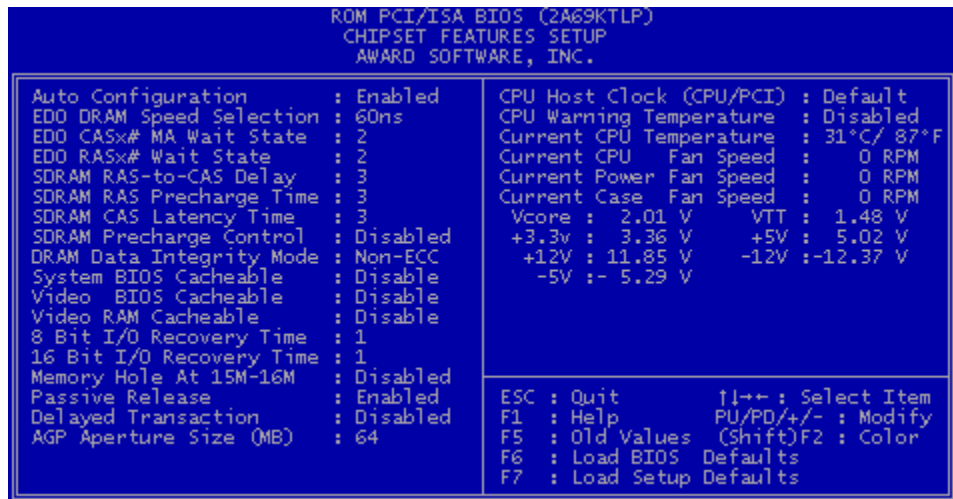 ROM PCI/ISA BIOS (2A69KTLP)
CHIPSET FEATURES SETUP
AWARD SOFTWARE, INC.
Auto Configuration : Enabled
EDO DRAM Speed Selection : 60ns
EDO CASx# MA Wait State : 2
EDO RASx# Wait State : 2
SDRAM RAS-to-CAS Delay : 3
SDRAM RAS Precharge Time : 3
SDRAM CAS Latency Time : 3
SDRAM Precharge Control : Disabled
DRAM Data Integrity Mode : Non-ECC
System BIOS Cacheable : Disable
Video BIOS Cacheable : Disable
Video RAM Cacheable : Disable
8 Bit I/O Recovery Time : 1
16 Bit I/O Recovery Time : 1
Memory Hole At 15M-16M : Disabled
Passive Release : Enabled
Delayed Transaction : Disabled
AGP Aperture Size (MB) : 64
CPU Host Clock (CPU/PCI) : Default
CPU Warning Temperature : Disabled
Current CPU Temperature : 31°C/ 87°F
Current CPU Fan Speed : 0 RPM
Current Power Fan Speed : 0 RPM
Current Case Fan Speed : 0 RPM
Vcore : 2.01 V VTT : 1.48 V
+3.3v : 3.36 V +5V : 5.02 V
+12V : 11.85 V -12V :-12.37 V
-5V :- 5.29 V
ESC : Quit ↑↓→← : Select Item
F1 : Help PU/PD/+/- : Modify
F5 : Old Values (Shift)F2 : Color
F6 : Load BIOS Defaults
F7 : Load Setup Defaults